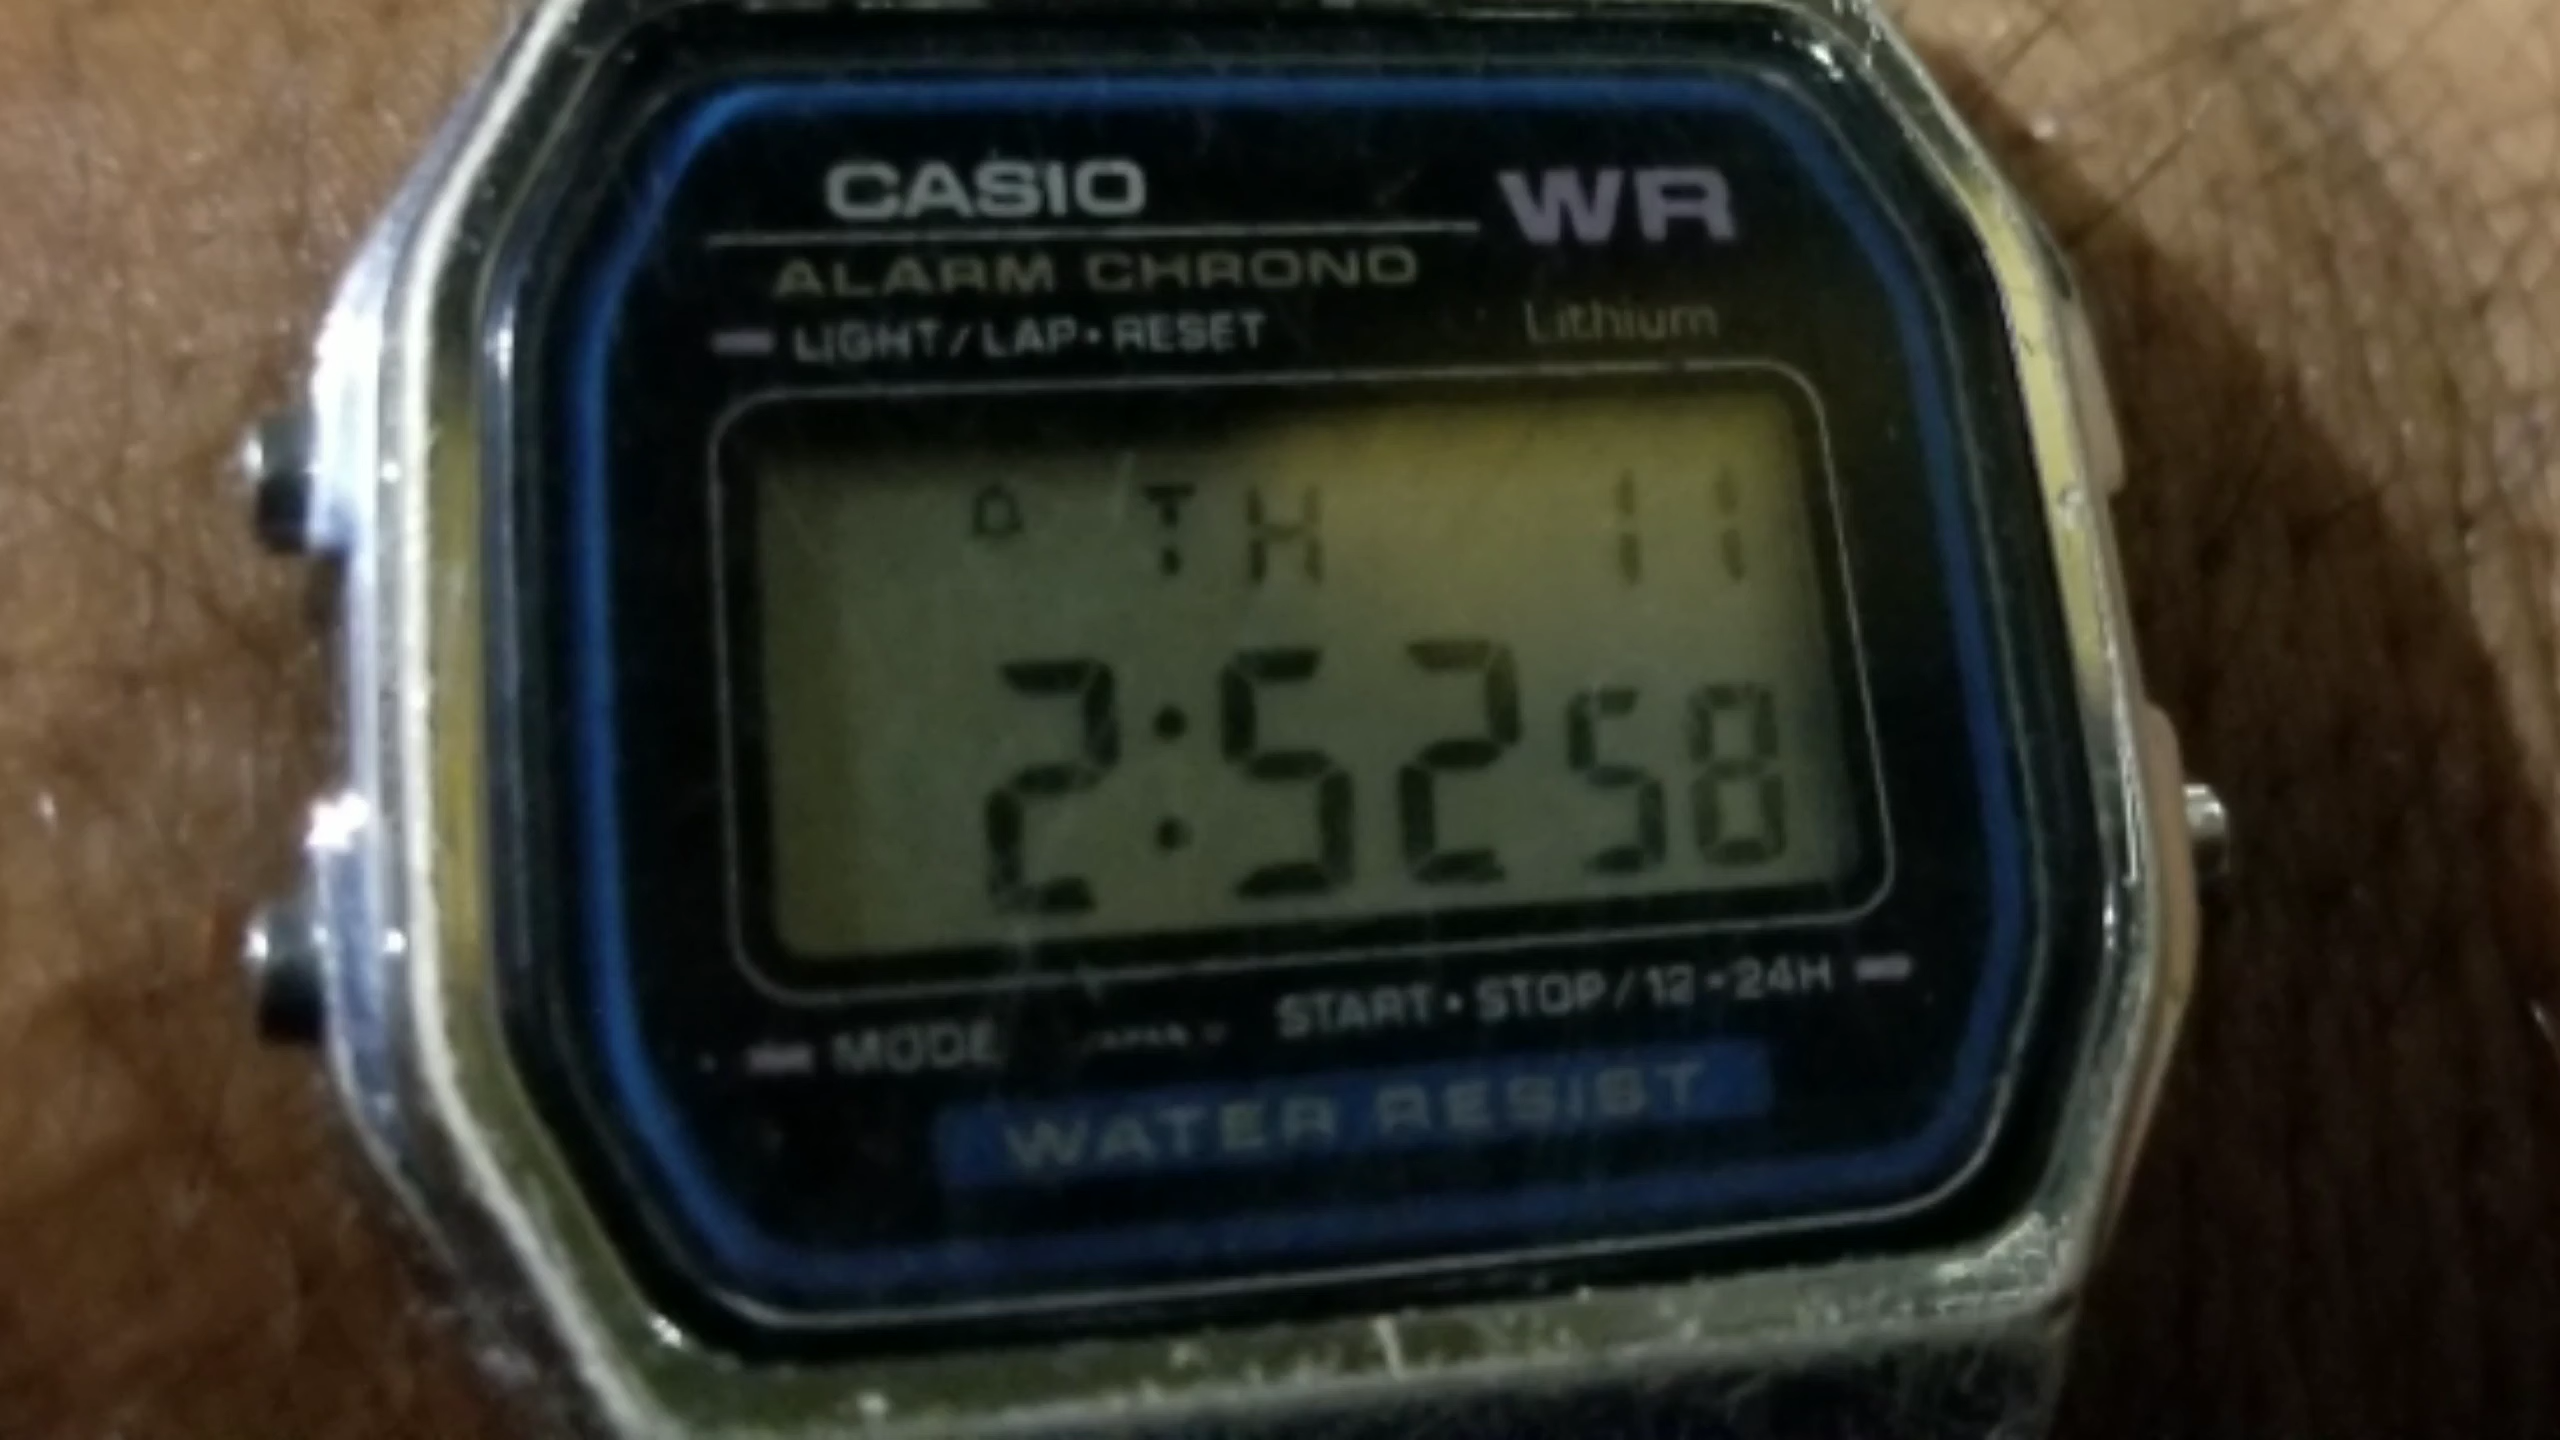 CASIO WR
ALARM CHRONO
LIGHT/LAP•RESET Lithium
TH 11
2:52 58
MODE START•STOP/12•24H
WATER RESIST